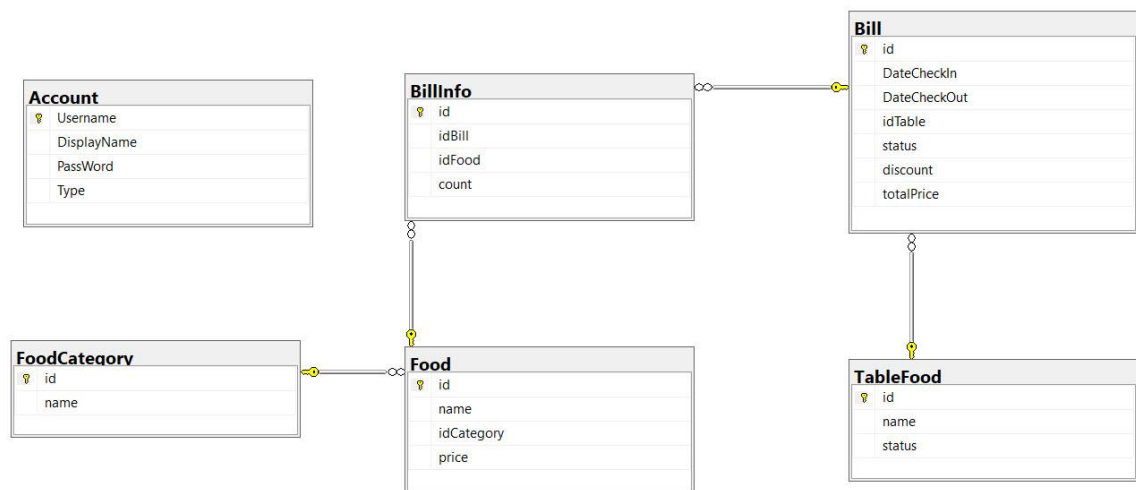 Account
Username
DisplayName
PassWord
Type
BillInfo
id
idBill
idFood
count
Bill
id
DateCheckIn
DateCheckOut
idTable
status
discount
totalPrice
FoodCategory
id
name
Food
id
name
idCategory
price
TableFood
id
name
status